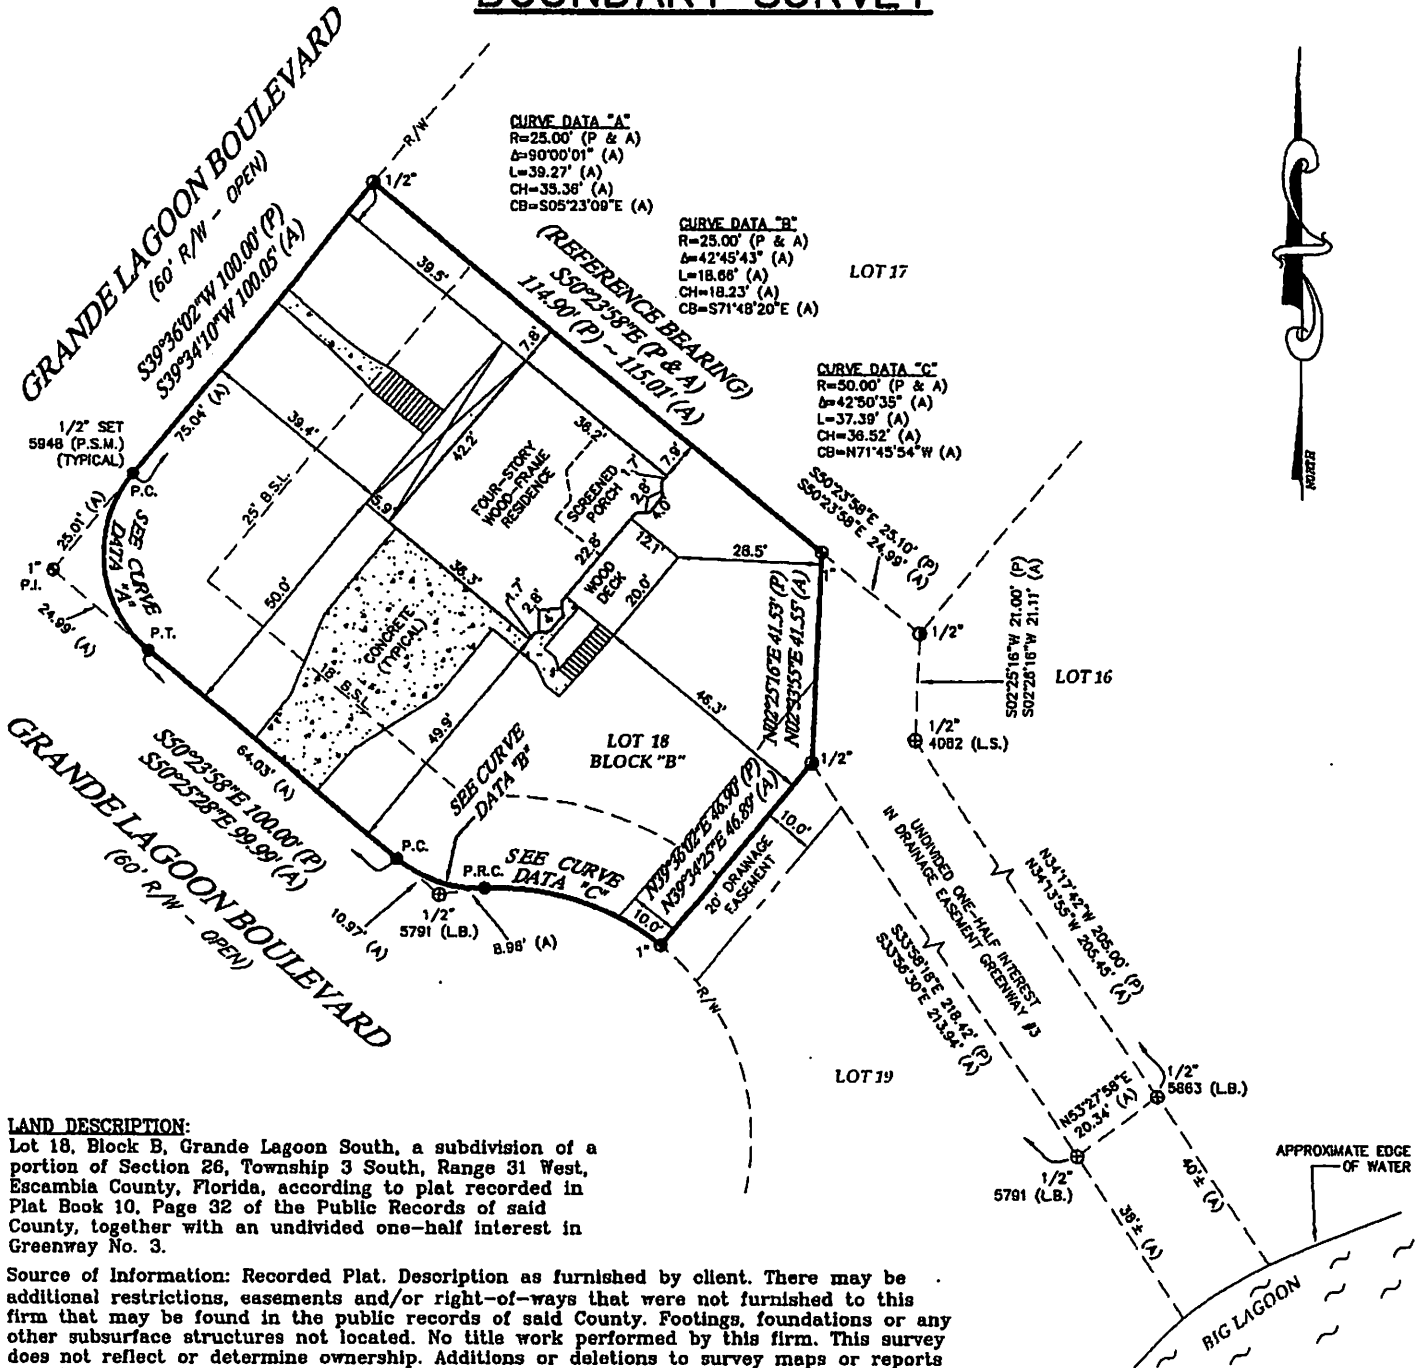 BOUNDARY SURVEY
GRANDE LAGOON BOULEVARD
(60' R/W - OPEN)
S39°36'02"W 100.00' (P)
S39°34'10"W 100.05' (A)
R/W
1/2"
CURVE DATA "A"
R=25.00' (P & A)
Δ=90°00'01" (A)
L=39.27' (A)
CH=35.36' (A)
CB=S05°23'09"E (A)
CURVE DATA "B"
R=25.00' (P & A)
Δ=42°45'43" (A)
L=18.66' (A)
CH=18.23' (A)
CB=S71°48'20"E (A)
LOT 17
(REFERENCE BEARING)
S50°23'58"E (P & A)
114.90' (P) ~ 115.01' (A)
CURVE DATA "C"
R=50.00' (P & A)
Δ=42°50'35" (A)
L=37.39' (A)
CH=36.52' (A)
CB=N71°45'54"W (A)
NORTH
39.5'
7.8'
75.04' (A)
39.4'
42.2'
36.2'
7.9'
1/2" SET
5948 (P.S.M.)
(TYPICAL)
P.C.
25' B.S.L.
5.9'
FOUR-STORY
WOOD-FRAME
RESIDENCE
SCREENED
PORCH
1.7'
2.8'
4.0'
S50°23'58"E 25.10' (P)
S50°23'58"E 24.99' (A)
25.01' (A)
SEE CURVE
DATA
"A"
1"
P.I.
24.99' (A)
P.T.
50.0'
36.3'
22.8'
12.1'
28.5'
1"
WOOD
DECK
20.0'
1.7'
2.8'
4'
CONCRETE
(TYPICAL)
18' B.S.L.
N02°25'16"E 41.53' (P)
N02°33'55"E 41.55' (A)
1/2"
S02°25'16"W 21.00' (P)
S02°28'16"W 21.11' (A)
LOT 16
1/2"
4082 (L.S.)
46.3'
49.9'
LOT 18
BLOCK "B"
1/2"
64.03' (A)
S50°23'58"E 100.00' (P)
S50°25'28"E 99.99' (A)
GRANDE LAGOON BOULEVARD
(60' R/W - OPEN)
SEE CURVE
DATA "B"
P.C.
P.R.C.
SEE CURVE
DATA "C"
10.97' (A)
1/2"
5791 (L.B.)
8.98' (A)
N39°36'02"E 46.90' (P)
N39°34'25"E 46.89' (A)
10.0'
10.0'
20' DRAINAGE
EASEMENT
1"
R/W
UNDIVIDED ONE-HALF INTEREST
IN DRAINAGE EASEMENT GREENWAY #3
N34°17'42"W 205.00' (P)
N34°13'55"W 205.45' (A)
S33°58'18"E 218.42' (P)
S33°56'30"E 213.94' (A)
LOT 19
N53°27'58"E
20.34' (A)
1/2"
5863 (L.B.)
1/2"
5791 (L.B.)
38'± (A)
40'± (A)
APPROXIMATE EDGE
OF WATER
BIG LAGOON
LAND DESCRIPTION:
Lot 18, Block B, Grande Lagoon South, a subdivision of a
portion of Section 26, Township 3 South, Range 31 West,
Escambia County, Florida, according to plat recorded in
Plat Book 10, Page 32 of the Public Records of said
County, together with an undivided one-half interest in
Greenway No. 3.
Source of Information: Recorded Plat. Description as furnished by client. There may be
additional restrictions, easements and/or right-of-ways that were not furnished to this
firm that may be found in the public records of said County. Footings, foundations or any
other subsurface structures not located. No title work performed by this firm. This survey
does not reflect or determine ownership. Additions or deletions to survey maps or reports